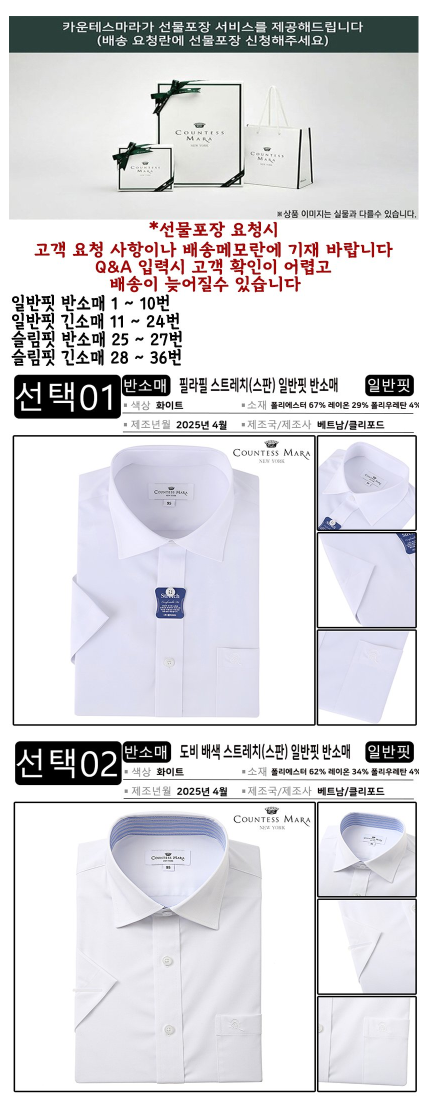 카운테스마라가 선물포장 서비스를 제공해드립니다
(배송 요청란에 선물포장 신청해주세요)
COUNTESS
MARA
NEW YORK
COUNTESS
MARA
COUNTESS
MARA
※상품 이미지는 실물과 다를수 있습니다.
*선물포장 요청시
고객 요청 사항이나 배송메모란에 기재 바랍니다
Q&A 입력시 고객 확인이 어렵고
배송이 늦어질수 있습니다
일반핏 반소매 1 ~ 10번
일반핏 긴소매 11 ~ 24번
슬림핏 반소매 25 ~ 27번
슬림핏 긴소매 28 ~ 36번
선택01 반소매 필라필 스트레치(스판) 일반핏 반소매 일반핏
색상 화이트 소재 폴리에스터 67% 레이온 29% 폴리우레탄 4%
제조년월 2025년 4월 제조국/제조사 베트남/클리포드
COUNTESS MARA
NEW YORK
COUNTESS MARA
95
선택02 반소매 도비 배색 스트레치(스판) 일반핏 반소매 일반핏
색상 화이트 소재 폴리에스터 62% 레이온 34% 폴리우레탄 4%
제조년월 2025년 4월 제조국/제조사 베트남/클리포드
COUNTESS MARA
NEW YORK
COUNTESS MARA
95